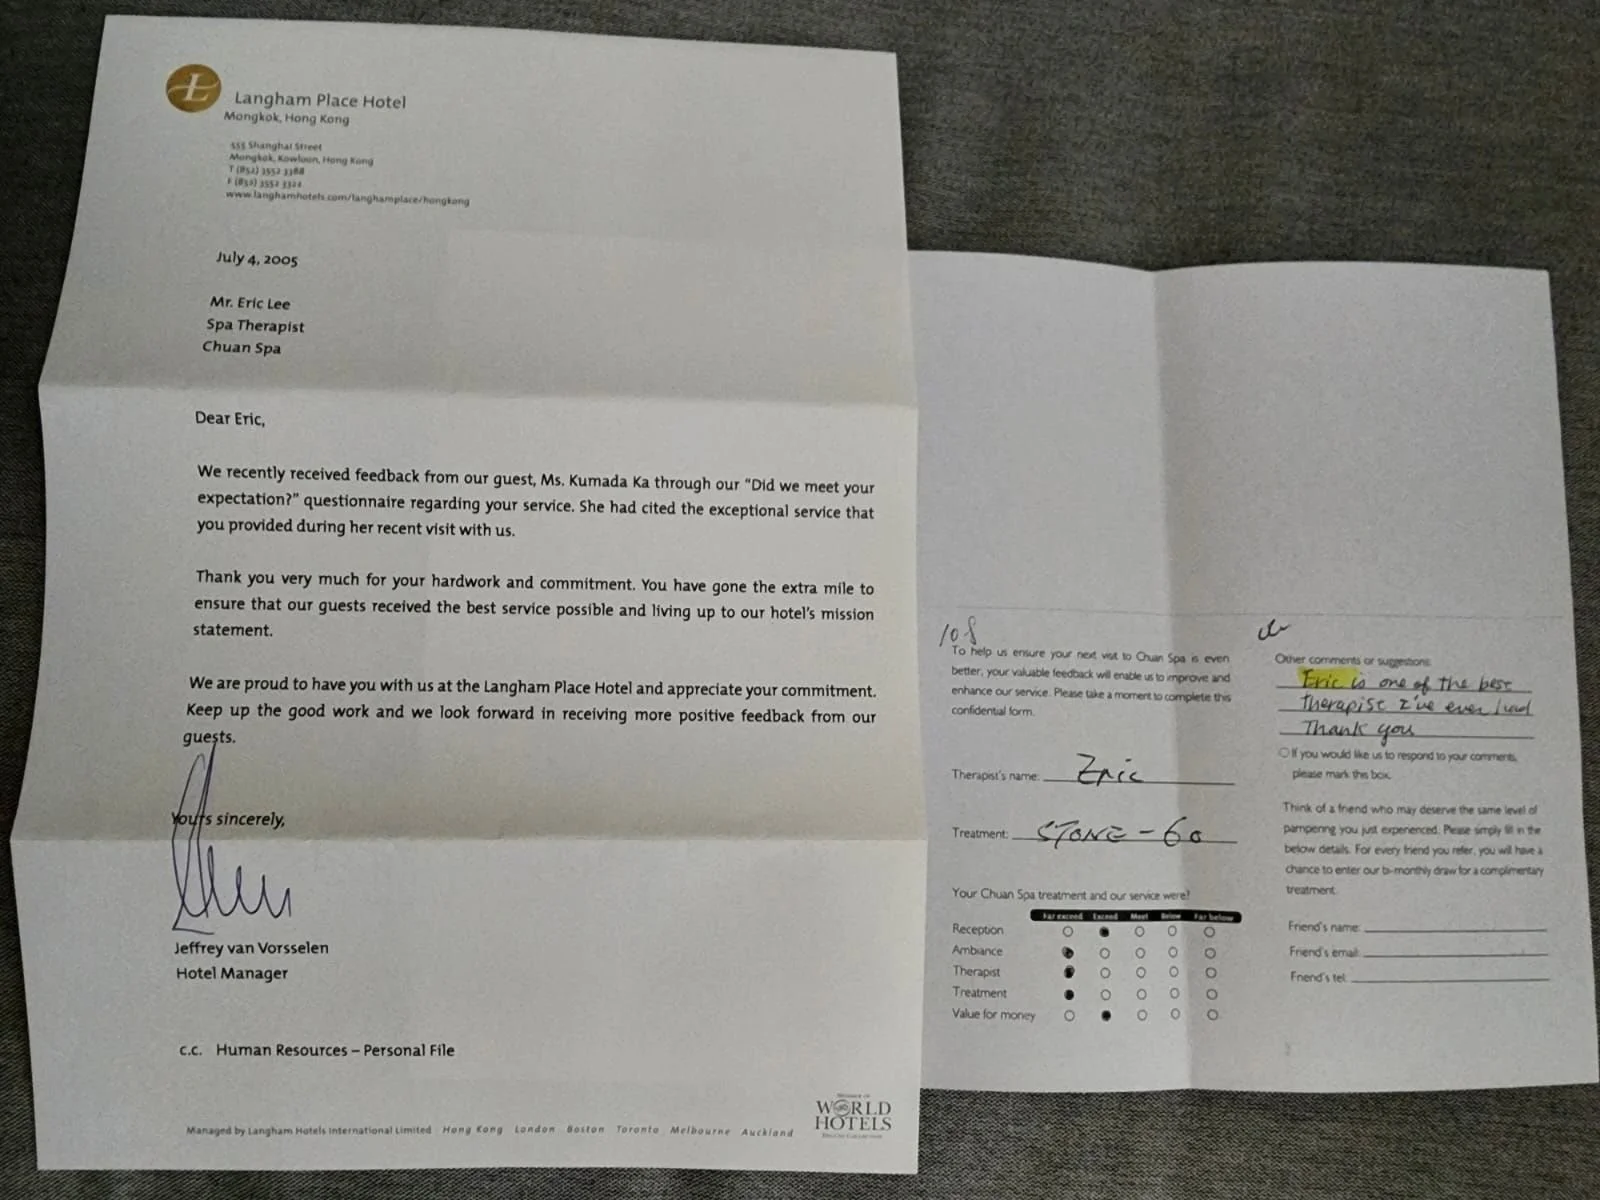 Langham Place Hotel
Mongkok, Hong Kong
555 Shanghai Street
Mongkok, Kowloon, Hong Kong
T (852) 3552 3388
F (852) 3552 3322
www.langhamhotels.com/langhamplace/hongkong
July 4, 2005
Mr. Eric Lee
Spa Therapist
Chuan Spa
Dear Eric,
We recently received feedback from our guest, Ms. Kumada Ka through our “Did we meet your
expectation?” questionnaire regarding your service. She had cited the exceptional service that
you provided during her recent visit with us.
Thank you very much for your hardwork and commitment. You have gone the extra mile to
ensure that our guests received the best service possible and living up to our hotel's mission
statement.
We are proud to have you with us at the Langham Place Hotel and appreciate your commitment.
Keep up the good work and we look forward in receiving more positive feedback from our
guests.
Yours sincerely,
Jeffrey van Vorsselen
Hotel Manager
c.c. Human Resources – Personal File
Managed by Langham Hotels International Limited Hong Kong London Boston Toronto Melbourne Auckland
WORLD
HOTELS
108
To help us ensure your next visit to Chuan Spa is even
better, your valuable feedback will enable us to improve and
enhance our service. Please take a moment to complete this
confidential form.
Therapist's name: Eric
Treatment: STONE - 60
Your Chuan Spa treatment and our service were?
Far exceed Exceed Meet Below Far below
Reception
Ambiance
Therapist
Treatment
Value for money
Other comments or suggestions:
Eric is one of the best
therapist I've ever had
Thank you
If you would like us to respond to your comments,
please mark this box.
Think of a friend who may deserve the same level of
pampering you just experienced. Please simply fill in the
below details. For every friend you refer, you will have a
chance to enter our bi-monthly draw for a complimentary
treatment.
Friend's name:
Friend's email:
Friend's tel: